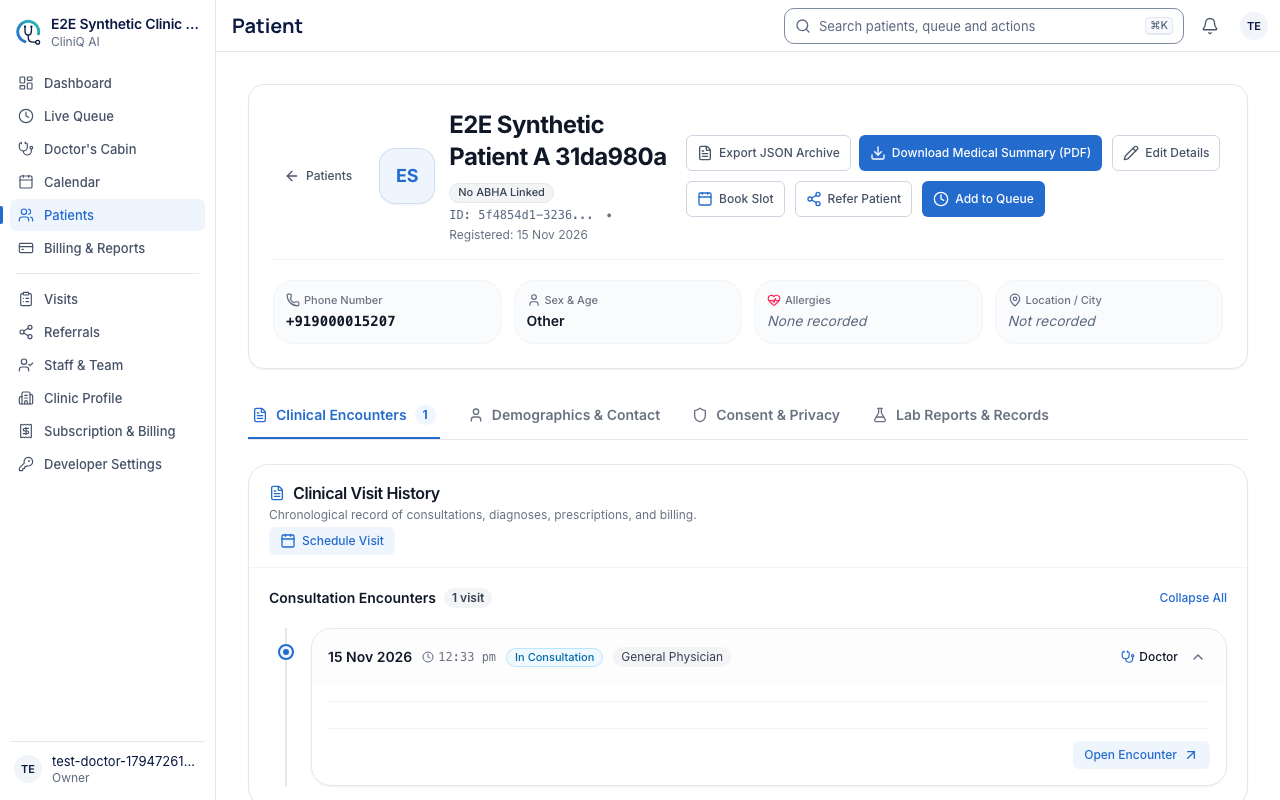 E2E Synthetic Clinic ...
CliniQ AI
Dashboard
Live Queue
Doctor's Cabin
Calendar
Patients
Billing & Reports
Visits
Referrals
Staff & Team
Clinic Profile
Subscription & Billing
Developer Settings
TE
test-doctor-17947261...
Owner
Patient
Search patients, queue and actions
⌘K
TE
Patients
ES
E2E Synthetic
Patient A 31da980a
No ABHA Linked
ID: 5f4854d1-3236... •
Registered: 15 Nov 2026
Export JSON Archive
Download Medical Summary (PDF)
Edit Details
Book Slot
Refer Patient
Add to Queue
Phone Number
+919000015207
Sex & Age
Other
Allergies
None recorded
Location / City
Not recorded
Clinical Encounters 1
Demographics & Contact
Consent & Privacy
Lab Reports & Records
Clinical Visit History
Chronological record of consultations, diagnoses, prescriptions, and billing.
Schedule Visit
Consultation Encounters 1 visit
Collapse All
15 Nov 2026 12:33 pm In Consultation General Physician
Doctor
Open Encounter